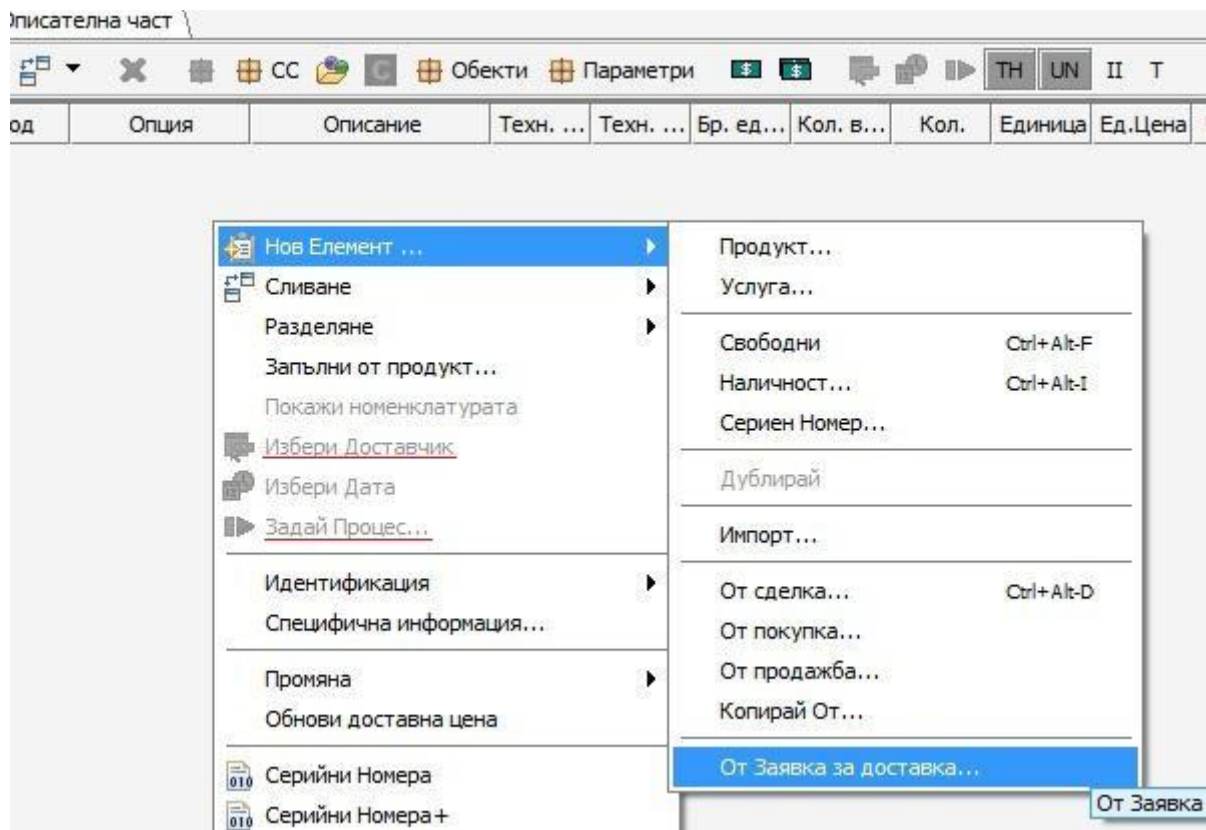 Описателна част
CC C Обекти Параметри $ $ TH UN II T
од Опция Описание Техн. ... Техн. ... Бр. ед... Кол. в... Кол. Единица Ед.Цена
Нов Елемент ...
Сливане
Разделяне
Запълни от продукт...
Покажи номенклатурата
Избери Доставчик
Избери Дата
Задай Процес...
Идентификация
Специфична информация...
Промяна
Обнови доставна цена
Серийни Номера
Серийни Номера+
Продукт...
Услуга...
Свободни Ctrl+Alt-F
Наличност... Ctrl+Alt-I
Сериен Номер...
Дублирай
Импорт...
От сделка... Ctrl+Alt-D
От покупка...
От продажба...
Копирай От...
От Заявка за доставка...
От Заявка